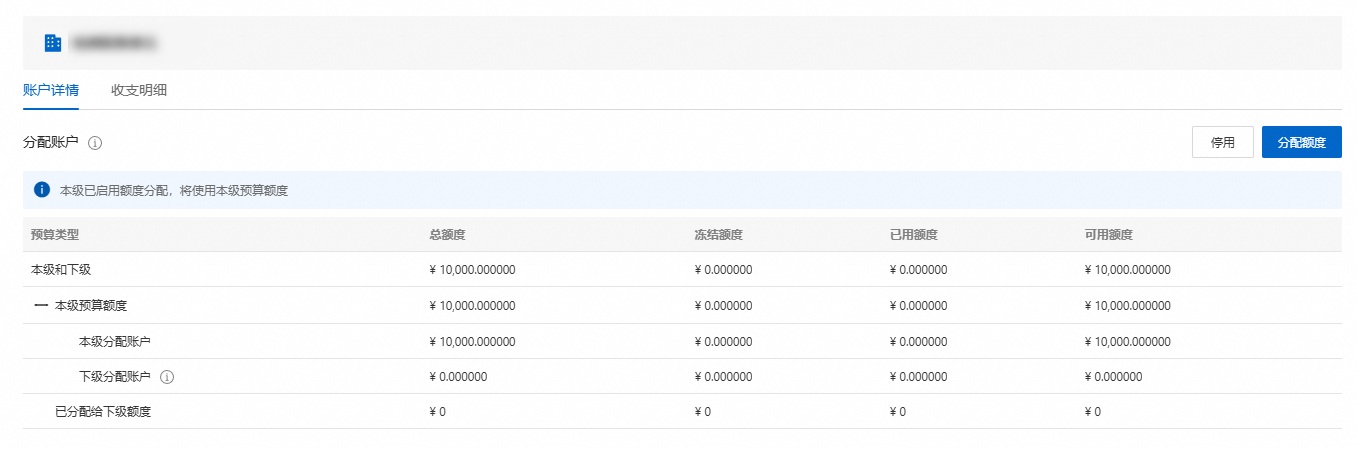 账户详情 收支明细
分配账户
停用 分配额度
本级已启用额度分配，将使用本级预算额度
预算类型 总额度 冻结额度 已用额度 可用额度
本级和下级 ¥ 10,000.000000 ¥ 0.000000 ¥ 0.000000 ¥ 10,000.000000
本级预算额度 ¥ 10,000.000000 ¥ 0.000000 ¥ 0.000000 ¥ 10,000.000000
本级分配账户 ¥ 10,000.000000 ¥ 0.000000 ¥ 0.000000 ¥ 10,000.000000
下级分配账户 ¥ 0.000000 ¥ 0.000000 ¥ 0.000000 ¥ 0.000000
已分配给下级额度 ¥ 0 ¥ 0 ¥ 0 ¥ 0